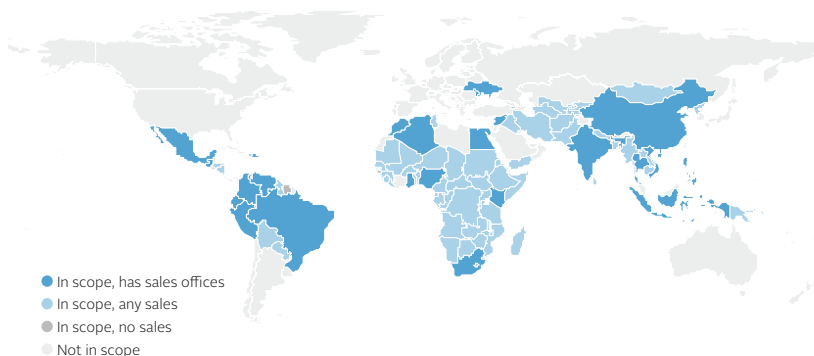 In scope, has sales offices
In scope, any sales
In scope, no sales
Not in scope